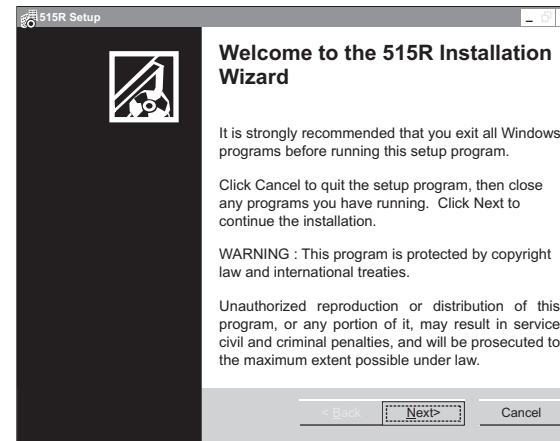 515R Setup
Welcome to the 515R Installation
Wizard
It is strongly recommended that you exit all Windows
programs before running this setup program.
Click Cancel to quit the setup program, then close
any programs you have running. Click Next to
continue the installation.
WARNING : This program is protected by copyright
law and international treaties.
Unauthorized reproduction or distribution of this
program, or any portion of it, may result in service
civil and criminal penalties, and will be prosecuted to
the maximum extent possible under law.
< Back Next> Cancel